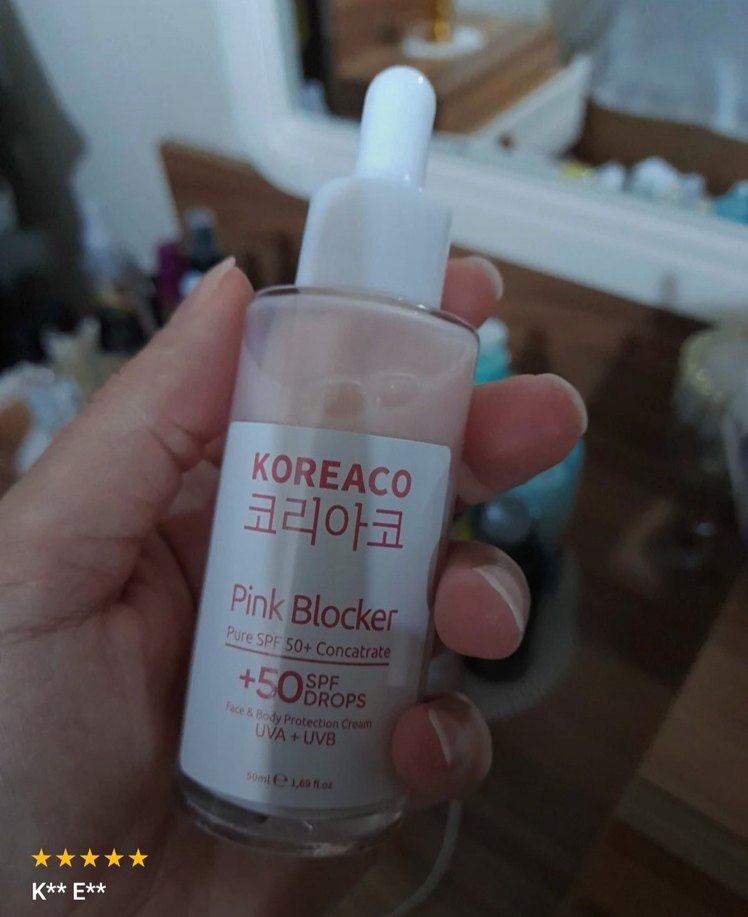 KOREACO
코리아코
Pink Blocker
Pure SPF 50+ Concatrate
+50 SPF DROPS
Face & Body Protection Cream
UVA + UVB
50ml ℮ 1,69 fl.oz
★★★★★
K** E**